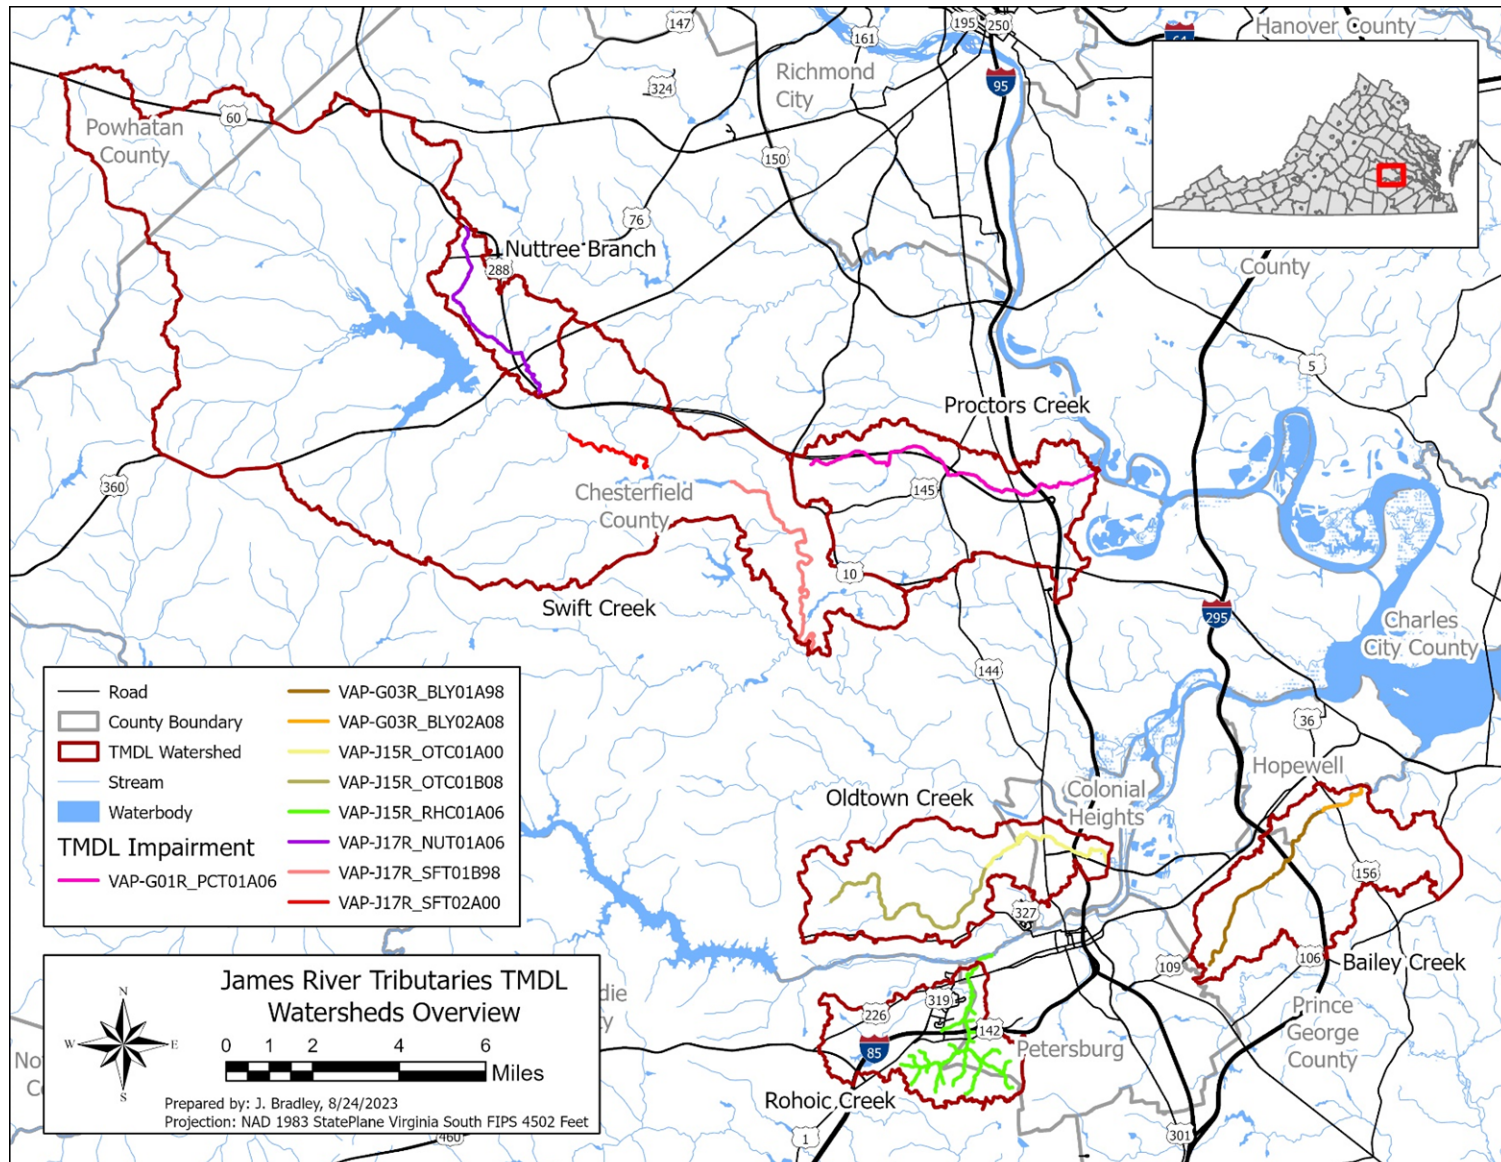 147
195
250
Hanover County
161
64
Richmond
City
324
95
60
Powhatan
County
150
76
Nuttree Branch
288
County
5
Proctors Creek
360
Chesterfield
County
145
10
Swift Creek
295
Charles
City County
144
36
Hopewell
Road
County Boundary
TMDL Watershed
Stream
Waterbody
TMDL Impairment
VAP-G01R_PCT01A06
VAP-G03R_BLY01A98
VAP-G03R_BLY02A08
VAP-J15R_OTC01A00
VAP-J15R_OTC01B08
VAP-J15R_RHC01A06
VAP-J17R_NUT01A06
VAP-J17R_SFT01B98
VAP-J17R_SFT02A00
Oldtown Creek
Colonial
Heights
156
327
109
106
Bailey Creek
Prince
George
County
226
319
142
85
Petersburg
Rohoic Creek
1
301
460
James River Tributaries TMDL
Watersheds Overview
N
W E
S
0 1 2 4 6
Miles
Prepared by: J. Bradley, 8/24/2023
Projection: NAD 1983 StatePlane Virginia South FIPS 4502 Feet